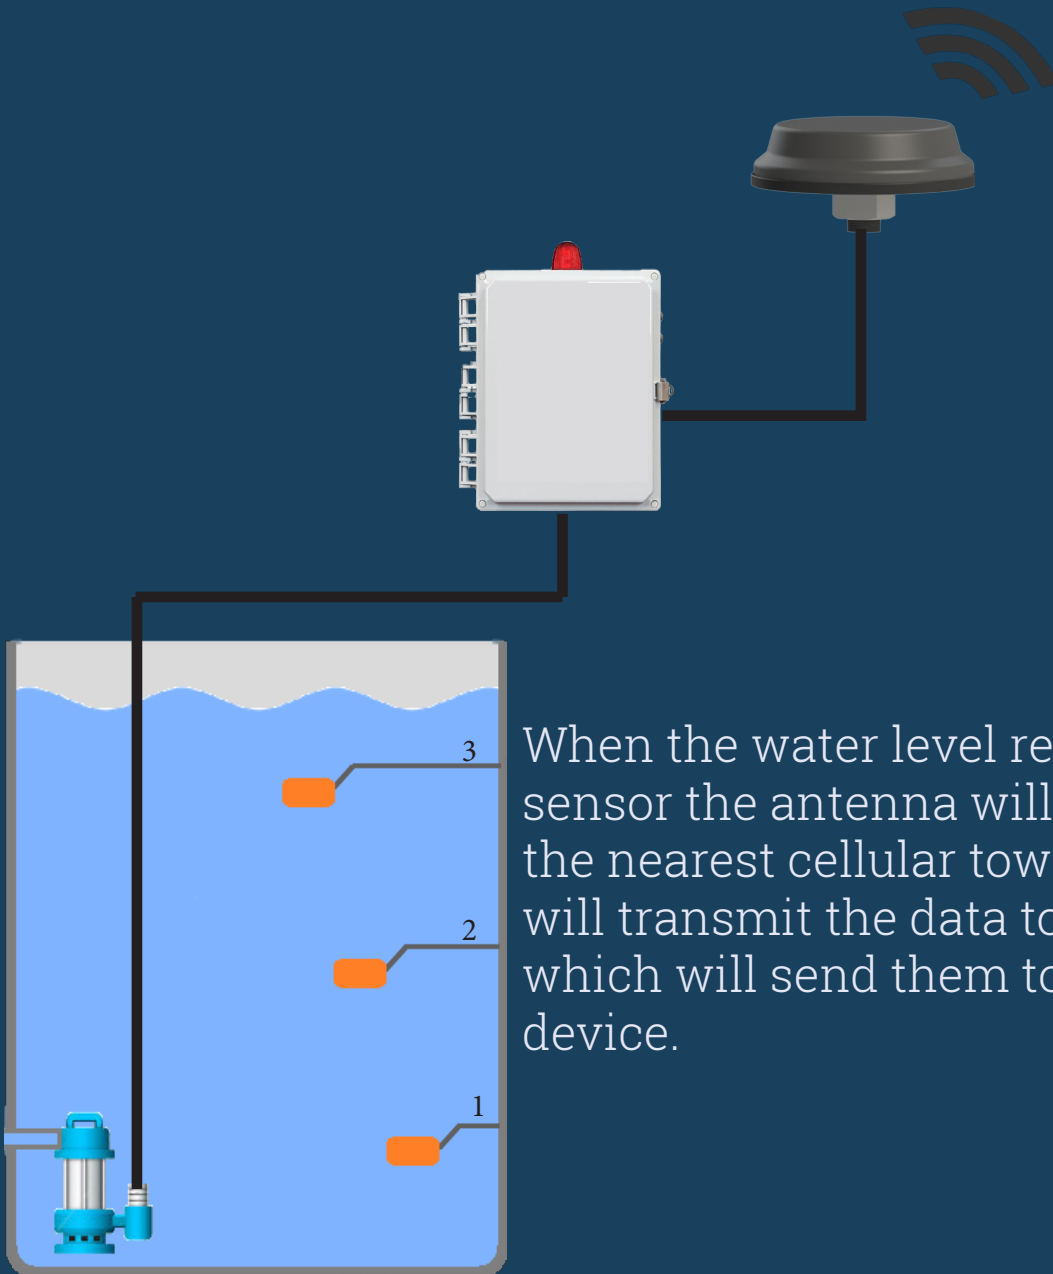 3
When the water level re
sensor the antenna will
the nearest cellular tow
2
will transmit the data to
which will send them to
device.
1